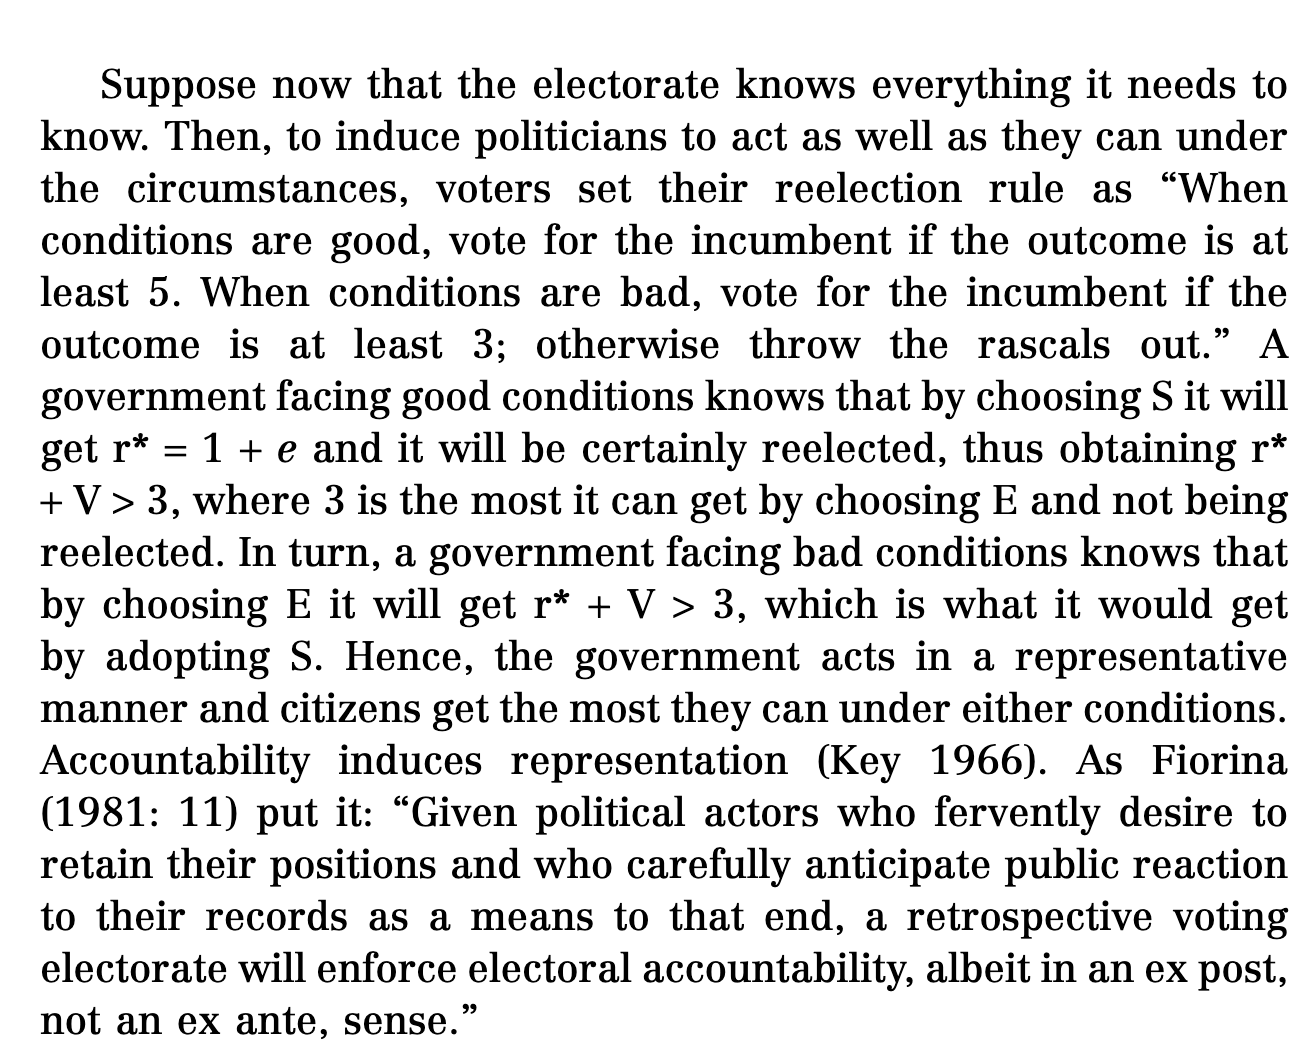 Suppose now that the electorate knows everything it needs to
know. Then, to induce politicians to act as well as they can under
the circumstances, voters set their reelection rule as “When
conditions are good, vote for the incumbent if the outcome is at
least 5. When conditions are bad, vote for the incumbent if the
outcome is at least 3; otherwise throw the rascals out.” A
government facing good conditions knows that by choosing S it will
get r* = 1 + e and it will be certainly reelected, thus obtaining r*
+ V > 3, where 3 is the most it can get by choosing E and not being
reelected. In turn, a government facing bad conditions knows that
by choosing E it will get r* + V > 3, which is what it would get
by adopting S. Hence, the government acts in a representative
manner and citizens get the most they can under either conditions.
Accountability induces representation (Key 1966). As Fiorina
(1981: 11) put it: “Given political actors who fervently desire to
retain their positions and who carefully anticipate public reaction
to their records as a means to that end, a retrospective voting
electorate will enforce electoral accountability, albeit in an ex post,
not an ex ante, sense.”